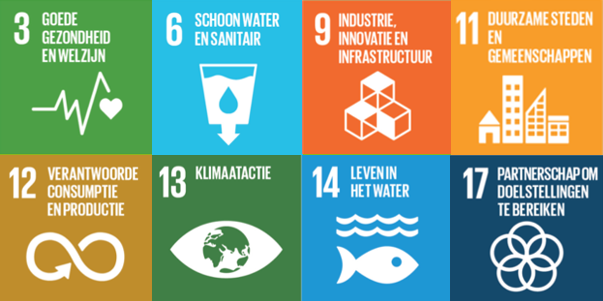 3 GOEDE
GEZONDHEID
EN WELZIJN
6 SCHOON WATER
EN SANITAIR
9 INDUSTRIE,
INNOVATIE EN
INFRASTRUCTUUR
11 DUURZAME STEDEN
EN
GEMEENSCHAPPEN
12 VERANTWOORDE
CONSUMPTIE
EN PRODUCTIE
13 KLIMAATACTIE
14 LEVEN IN
HET WATER
17 PARTNERSCHAP OM
DOELSTELLINGEN
TE BEREIKEN